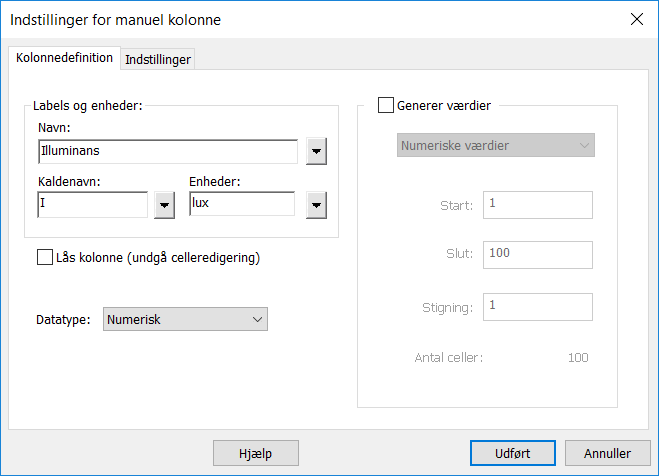 Indstillinger for manuel kolonne
Kolonnedefinition
Indstillinger
Labels og enheder:
Navn:
Illuminans
Kaldenavn:
Enheder:
I
lux
Lås kolonne (undgå celleredigering)
Datatype:
Numerisk
Generer værdier
Numeriske værdier
Start:
1
Slut:
100
Stigning:
1
Antal celler:
100
Hjælp
Udført
Annuller